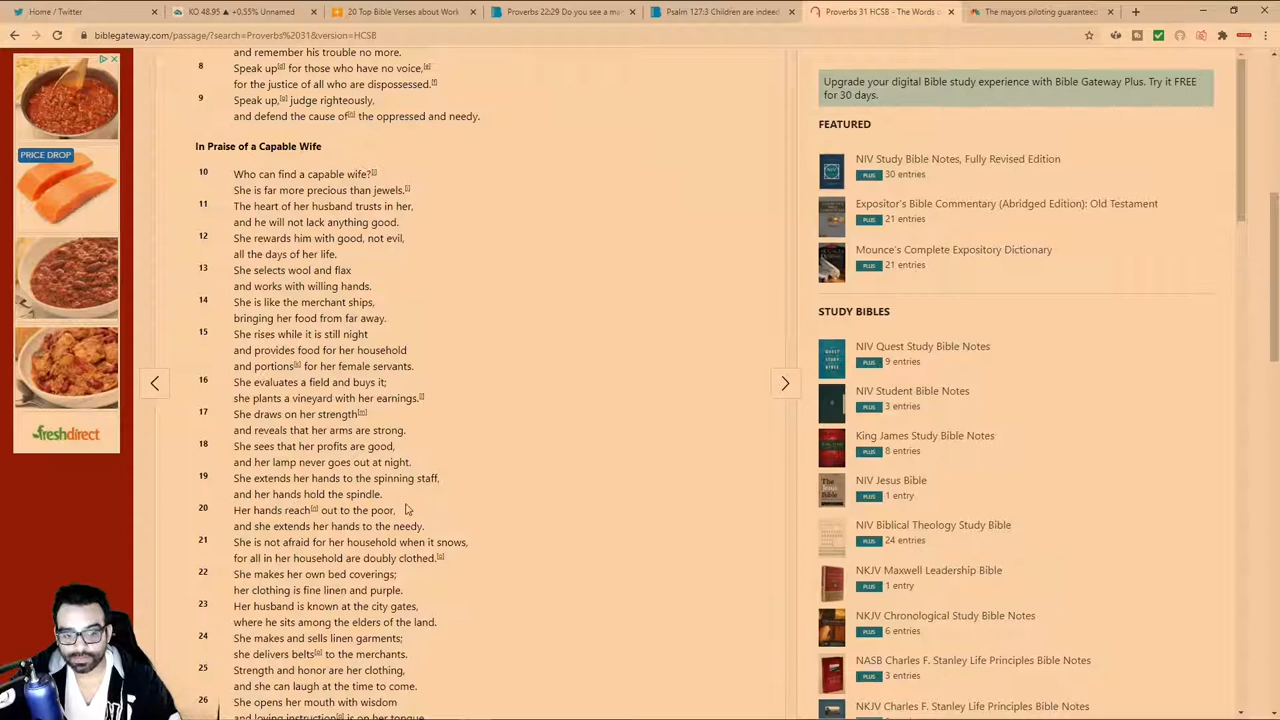 Home / Twitter
KO 48.95 ▲ +0.55% Unnamed
20 Top Bible Verses about Work
Proverbs 22:29 Do you see a ma
Psalm 127:3 Children are indeed
Proverbs 31 HCSB - The Words o
The mayors piloting guaranteed
biblegateway.com/passage/?search=Proverbs%2031&version=HCSB
and remember his trouble no more.
8 Speak up[d] for those who have no voice,[e]
for the justice of all who are dispossessed.[f]
9 Speak up,[g] judge righteously,
and defend the cause of[h] the oppressed and needy.
In Praise of a Capable Wife
10 Who can find a capable wife?[i]
She is far more precious than jewels.[j]
11 The heart of her husband trusts in her,
and he will not lack anything good.
12 She rewards him with good, not evil,
all the days of her life.
13 She selects wool and flax
and works with willing hands.
14 She is like the merchant ships,
bringing her food from far away.
15 She rises while it is still night
and provides food for her household
and portions[k] for her female servants.
16 She evaluates a field and buys it;
she plants a vineyard with her earnings.[l]
17 She draws on her strength[m]
and reveals that her arms are strong.
18 She sees that her profits are good,
and her lamp never goes out at night.
19 She extends her hands to the spinning staff,
and her hands hold the spindle.
20 Her hands reach[n] out to the poor,
and she extends her hands to the needy.
21 She is not afraid for her household when it snows,
for all in her household are doubly clothed.[o]
22 She makes her own bed coverings;
her clothing is fine linen and purple.
23 Her husband is known at the city gates,
where he sits among the elders of the land.
24 She makes and sells linen garments;
she delivers belts[p] to the merchants.
25 Strength and honor are her clothing,
and she can laugh at the time to come.
26 She opens her mouth with wisdom
and loving instruction[q] is on her tongue.
PRICE DROP
freshdirect
Upgrade your digital Bible study experience with Bible Gateway Plus. Try it FREE
for 30 days.
FEATURED
NIV Study Bible Notes, Fully Revised Edition
PLUS 30 entries
Expositor's Bible Commentary (Abridged Edition): Old Testament
PLUS 21 entries
Mounce's Complete Expository Dictionary
PLUS 21 entries
STUDY BIBLES
NIV Quest Study Bible Notes
PLUS 9 entries
NIV Student Bible Notes
PLUS 3 entries
King James Study Bible Notes
PLUS 8 entries
NIV Jesus Bible
PLUS 1 entry
NIV Biblical Theology Study Bible
PLUS 24 entries
NKJV Maxwell Leadership Bible
PLUS 1 entry
NKJV Chronological Study Bible Notes
PLUS 6 entries
NASB Charles F. Stanley Life Principles Bible Notes
PLUS 3 entries
NKJV Charles F. Stanley Life Principles Bible Notes